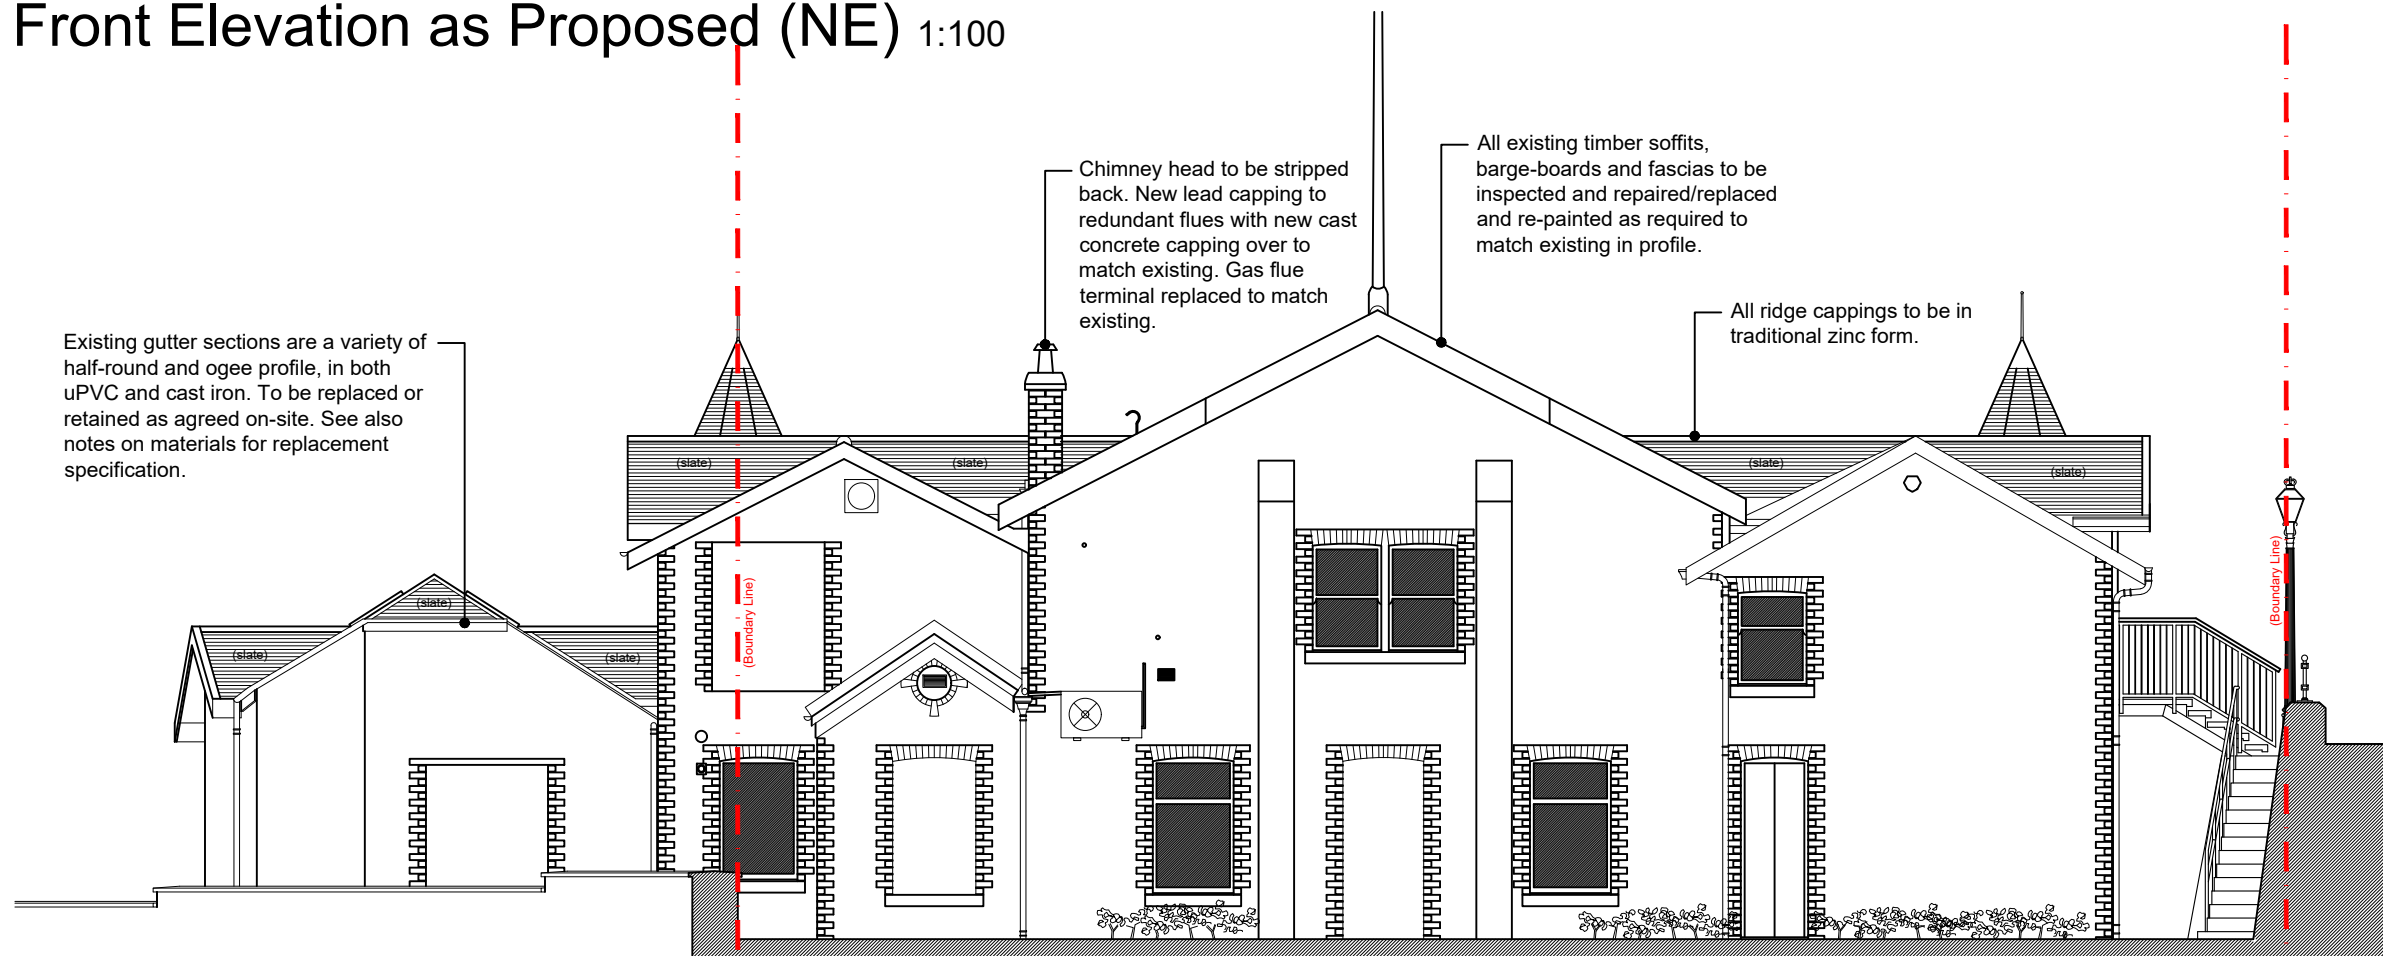 Front Elevation as Proposed (NE) 1:100
All existing timber soffits,
barge-boards and fascias to be
inspected and repaired/replaced
and re-painted as required to
match existing in profile.
Chimney head to be stripped
back. New lead capping to
redundant flues with new cast
concrete capping over to
match existing. Gas flue
terminal replaced to match
existing.
All ridge cappings to be in
traditional zinc form.
Existing gutter sections are a variety of
half-round and ogee profile, in both
uPVC and cast iron. To be replaced or
retained as agreed on-site. See also
notes on materials for replacement
specification.
(slate)
(slate)
(slate)
(slate)
(slate)
(slate)
(slate)
(Boundary Line)
(Boundary Line)